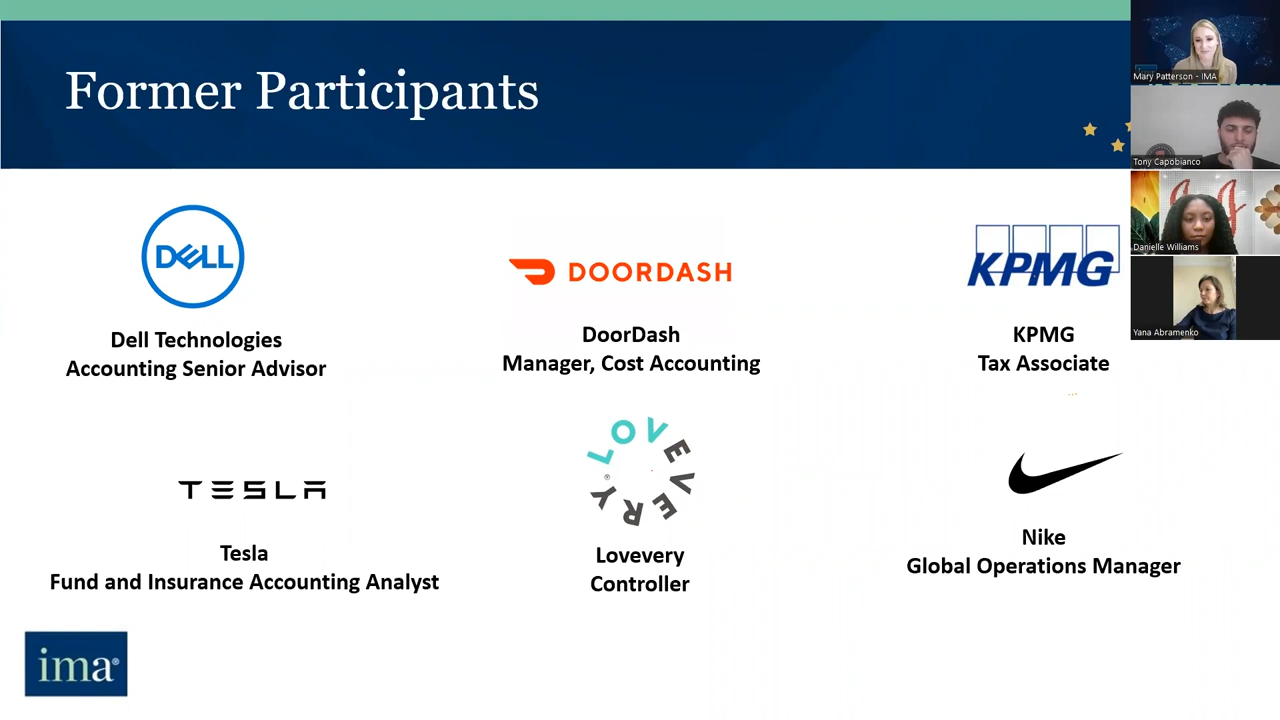 Former Participants
Mary Patterson - IMA
Tony Capobianco
Danielle Williams
Yana Abramenko
DELL
DOORDASH
KPMG
Dell Technologies
Accounting Senior Advisor
DoorDash
Manager, Cost Accounting
KPMG
Tax Associate
TESLA
LOVEVERY®
Tesla
Fund and Insurance Accounting Analyst
Lovevery
Controller
Nike
Global Operations Manager
ima®